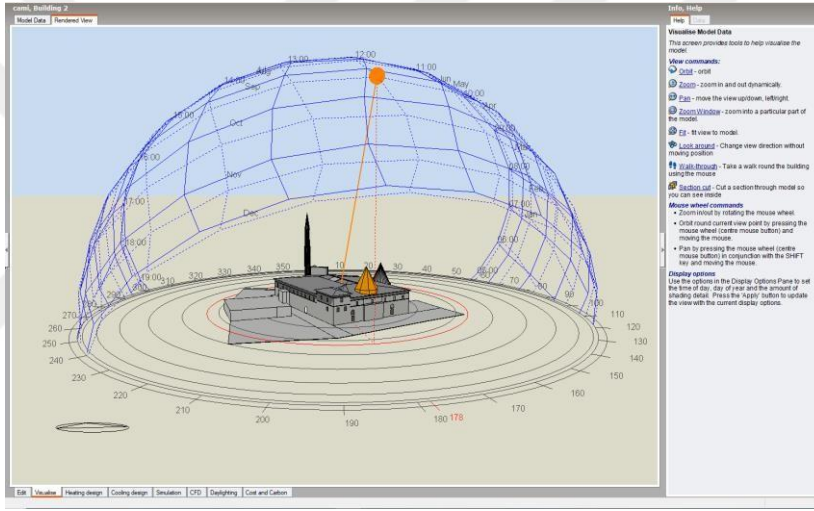 cami, Building 2
Model Data Rendered View
12:00
13:00
11:00
Jun
May
14:00
Sep
10:00
Apr
Oct
Nov
Dec
17:00
18:00
19:00
310 320 330 340 350 10 20 30 40 50
270
260
250
240
230
220
210
200
190
180 178
170
160
150
140
130
120
110
100
90
80
Edit Visualise Heating design Cooling design Simulation CFD Daylighting Cost and Carbon
Info, Help
Help Data
Visualise Model Data
This screen provides tools to help visualise the
model.
View commands:
Orbit - orbit
Zoom - zoom in and out dynamically.
Pan - move the view up/down, left/right.
Zoom Window - zoom into a particular part of
the model.
Fit - fit view to model.
Look around - Change view direction without
moving position
Walk-through - Take a walk round the building
using the mouse
Section cut - Cut a section through model so
you can see inside
Mouse wheel commands
• Zoom in/out by rotating the mouse wheel.
• Orbit round current view point by pressing the
mouse wheel (centre mouse button) and
moving the mouse.
• Pan by pressing the mouse wheel (centre
mouse button) in conjunction with the SHIFT
key and moving the mouse.
Display options
Use the options in the Display Options Pane to set
the time of day, day of year and the amount of
shading detail. Press the 'Apply' button to update
the view with the current display options.